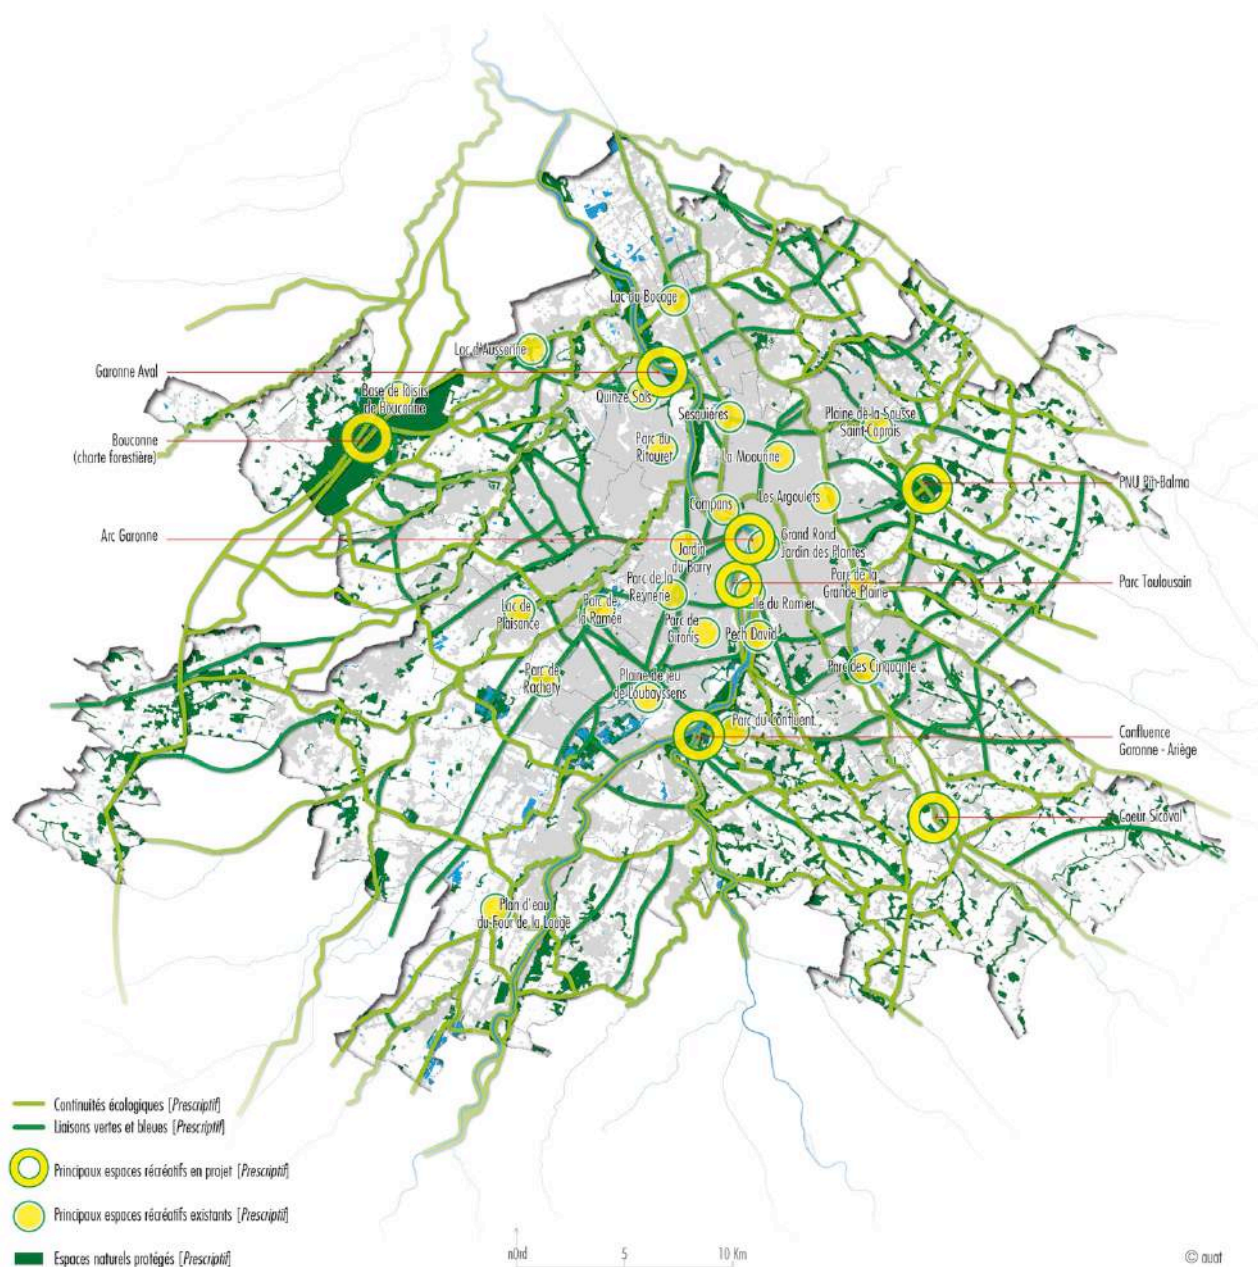 Lac du Bocage
Lac d'Aussonne
Garonne Aval
Base de loisirs
de Bouconne
Quinze Sols
Sesquières
Plaine de la Sausse
Saint Caprais
Bouconne
(charte forestière)
Parc du
Ritouret
La Mounine
PNU Pin-Balma
Compans
Les Argoulets
Arc Garonne
Grand Rond
Jardin des Plantes
Jardin
du Barry
Parc de la
Reynerie
Parc de la
Grande Plaine
Parc Toulousain
Lac de
Plaisance
Parc de
la Ramée
Ile du Ramier
Parc de
Gironis
Pech David
Parc de
Rachety
Plaine de jeu
de Loubayssens
Parc des Cinquante
Parc du Confluent...
Confluence
Garonne - Ariège
Coeur Sicoval
Plan d'eau
du Four de la Louge
Continuités écologiques [Prescriptif]
Liaisons vertes et bleues [Prescriptif]
Principaux espaces récréatifs en projet [Prescriptif]
Principaux espaces récréatifs existants [Prescriptif]
Espaces naturels protégés [Prescriptif]
nOrd 5 10 Km
© auat